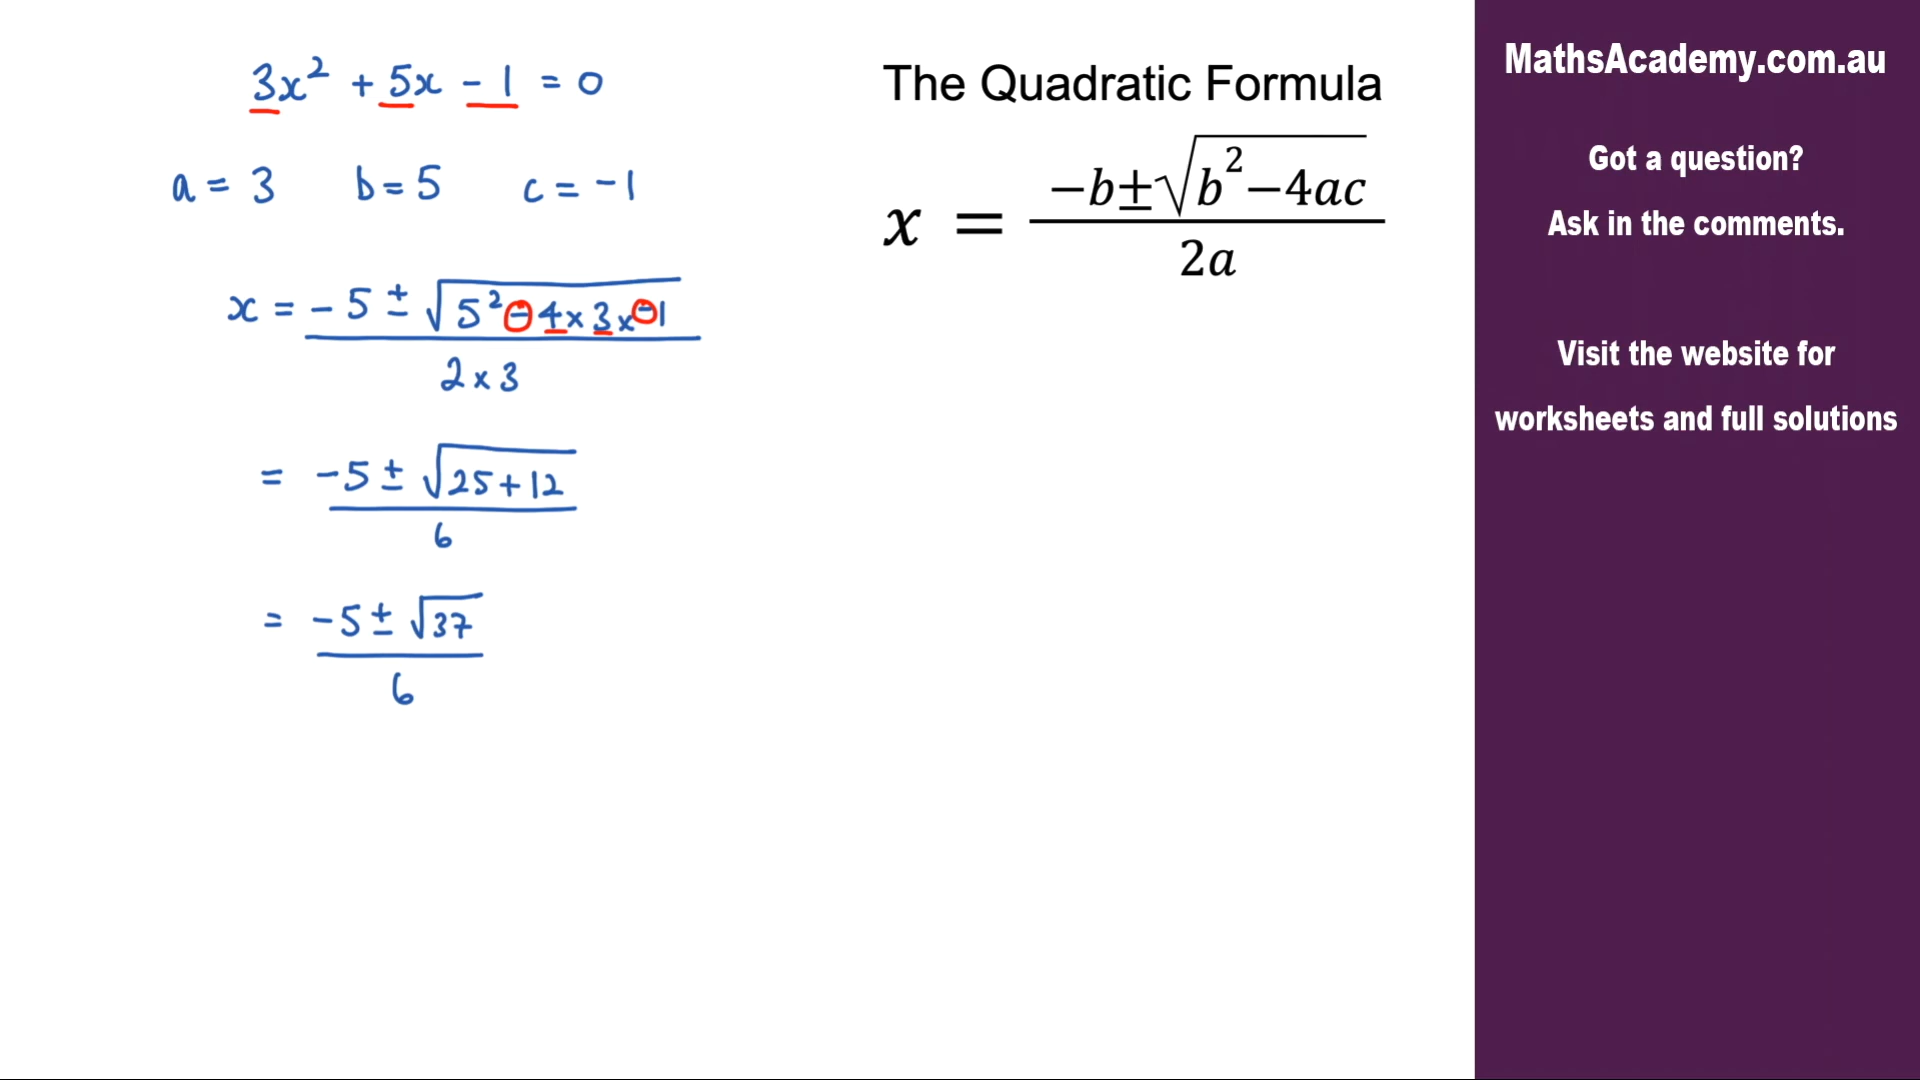 3x² + 5x - 1 = 0
a = 3 b = 5 c = -1
x = -5 ± √(5² - 4 x 3 x -1)
2 x 3
= -5 ± √(25 + 12)
6
= -5 ± √37
6
The Quadratic Formula
x = (-b ± √(b² - 4ac))
2a
MathsAcademy.com.au
Got a question?
Ask in the comments.
Visit the website for
worksheets and full solutions